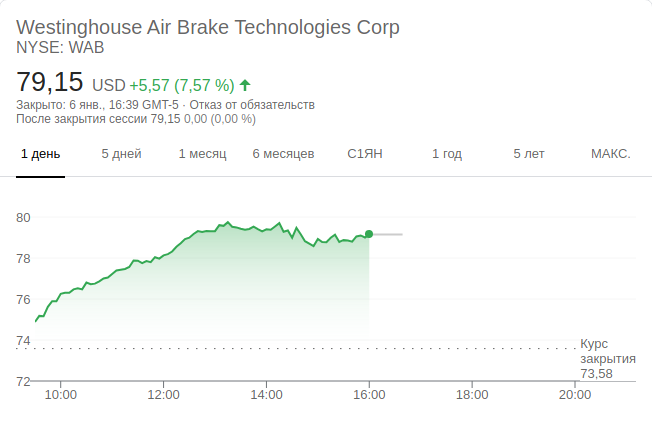 Westinghouse Air Brake Technologies Corp
NYSE: WAB
79,15 USD +5,57 (7,57 %)
Закрыто: 6 янв., 16:39 GMT-5 · Отказ от обязательств
После закрытия сессии 79,15 0,00 (0,00 %)
1 день 5 дней 1 месяц 6 месяцев С1ЯН 1 год 5 лет МАКС.
80
78
76
74
Курс
закрытия
73,58
72
10:00 12:00 14:00 16:00 18:00 20:00